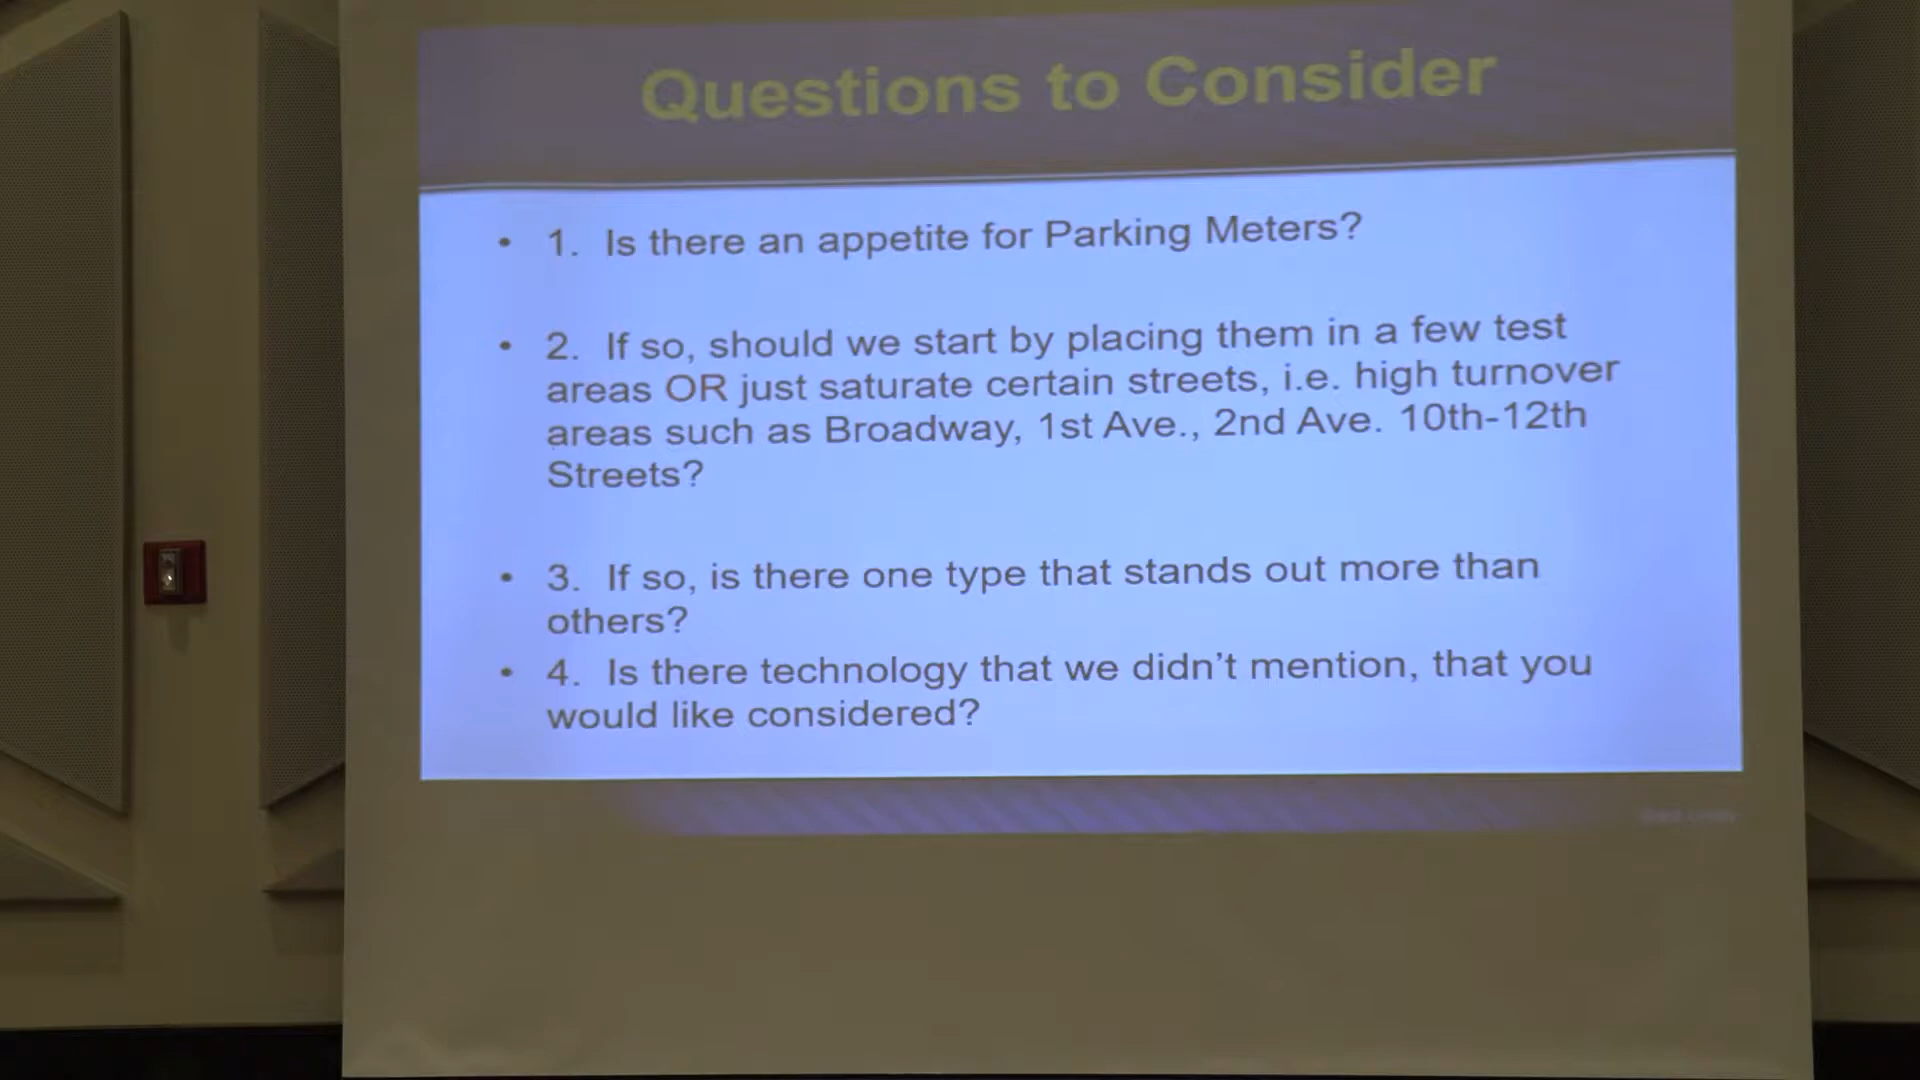 Questions to Consider
• 1. Is there an appetite for Parking Meters?
• 2. If so, should we start by placing them in a few test
areas OR just saturate certain streets, i.e. high turnover
areas such as Broadway, 1st Ave., 2nd Ave. 10th-12th
Streets?
• 3. If so, is there one type that stands out more than
others?
• 4. Is there technology that we didn't mention, that you
would like considered?